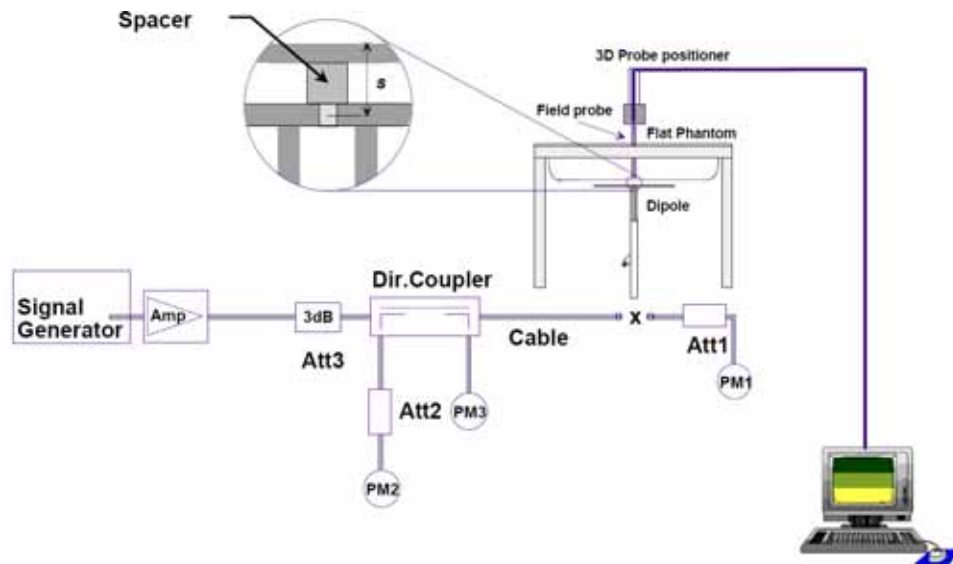 Spacer
s
3D Probe positioner
Field probe
Flat Phantom
Dipole
Dir.Coupler
Signal
Generator
Amp
3dB
Cable
x
Att1
Att3
PM1
Att2
PM3
PM2